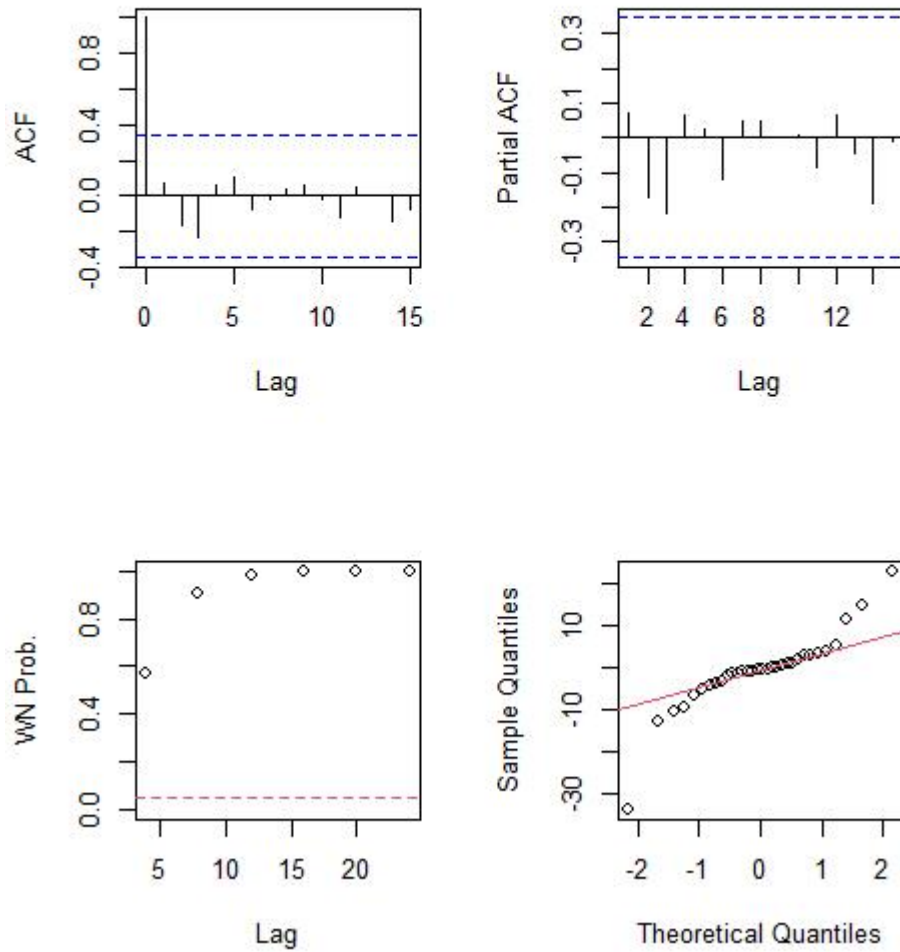 ACF
0.8
0.4
0.0
-0.4
0 5 10 15
Lag
Partial ACF
0.3
0.1
-0.1
-0.3
2 4 6 8 12
Lag
WN Prob.
0.8
0.4
0.0
5 10 15 20
Lag
Sample Quantiles
10
-10
-30
-2 -1 0 1 2
Theoretical Quantiles